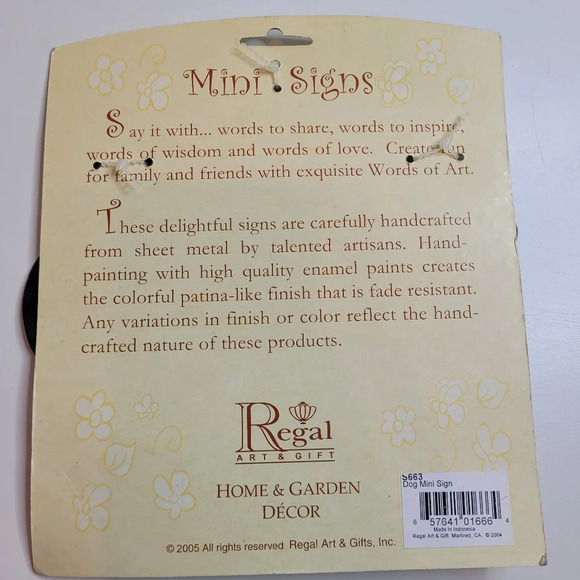 Mini Signs
Say it with... words to share, words to inspire,
words of wisdom and words of love. Create fun
for family and friends with exquisite Words of Art.
These delightful signs are carefully handcrafted
from sheet metal by talented artisans. Hand-
painting with high quality enamel paints creates
the colorful patina-like finish that is fade resistant.
Any variations in finish or color reflect the hand-
crafted nature of these products.
Regal
ART & GIFT
HOME & GARDEN
DÉCOR
© 2005 All rights reserved Regal Art & Gifts, Inc.
S663
Dog Mini Sign
6 57641 01666 4
Made In Indonesia
Regal Art & Gift Martinez, CA. © 2004